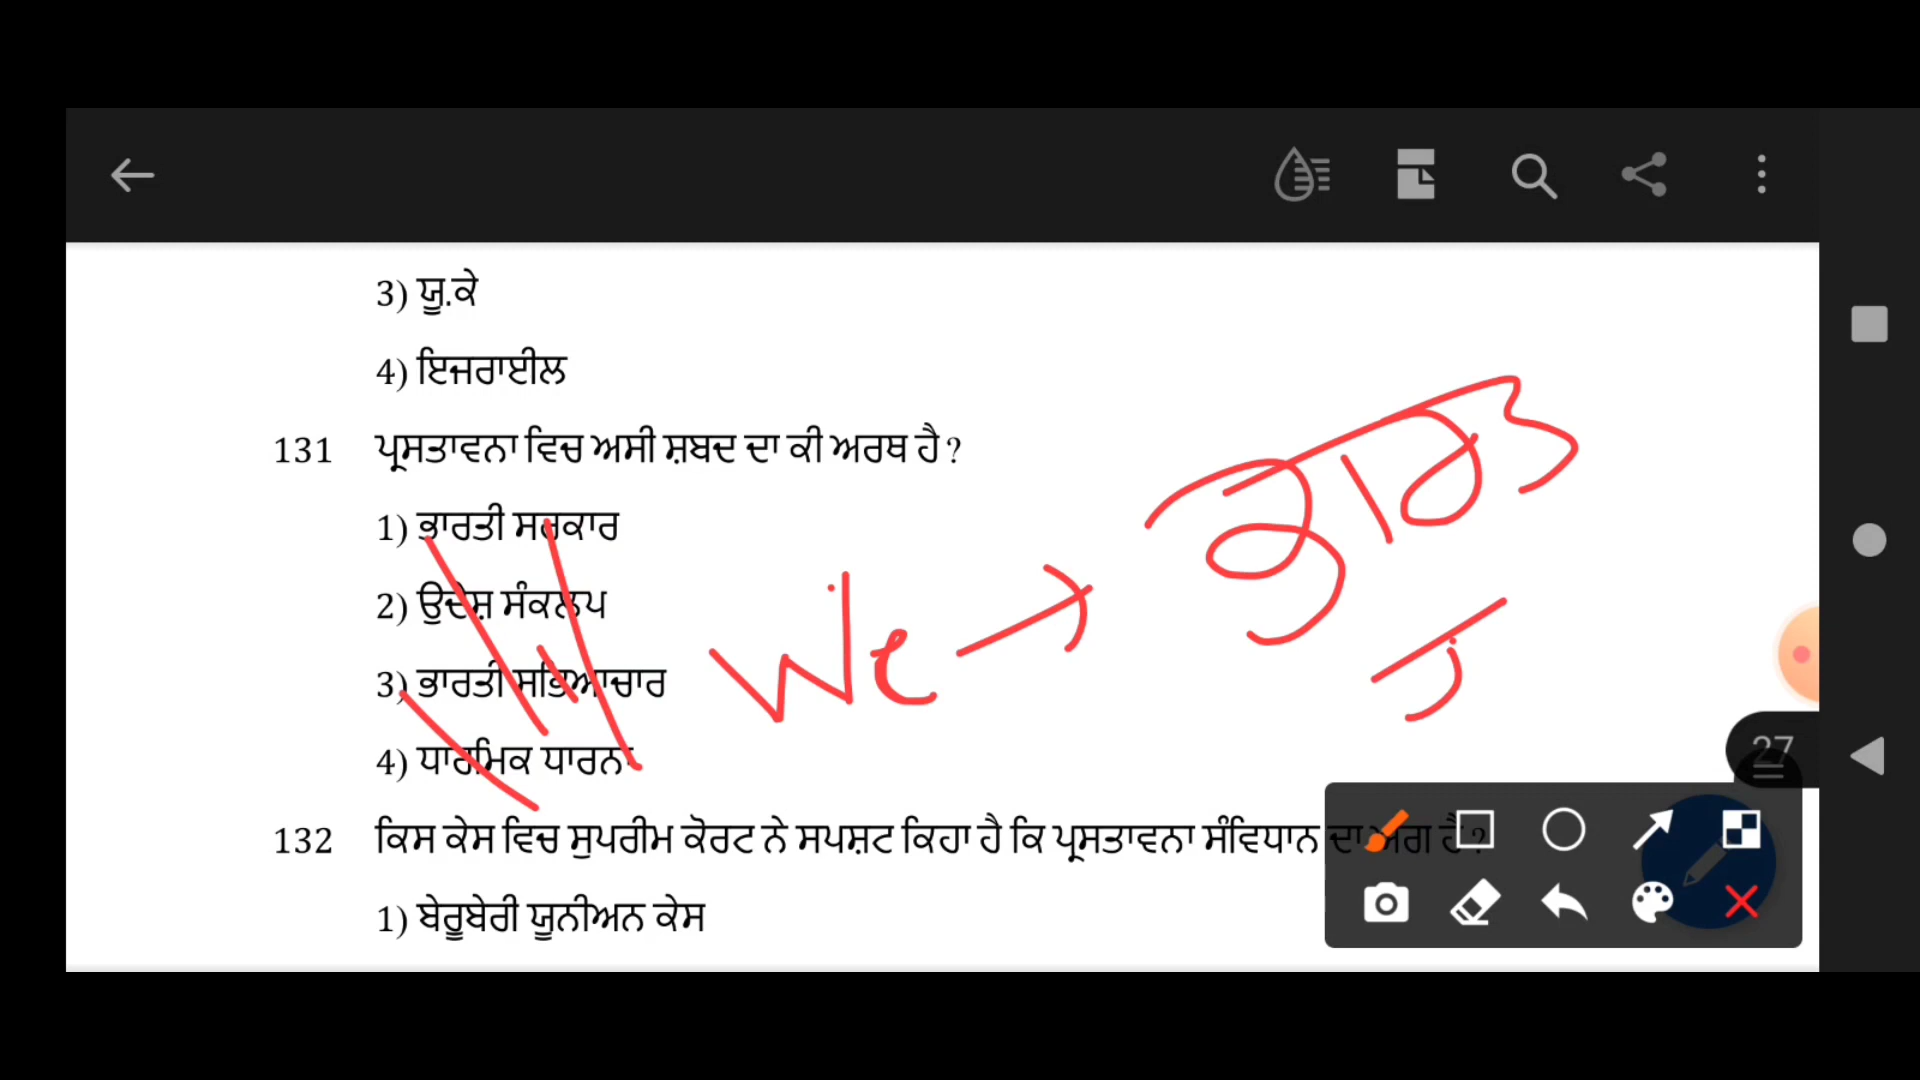 3) ਯੂ.ਕੇ
4) ਇਜਰਾਈਲ
131 ਪ੍ਰਸਤਾਵਨਾ ਵਿਚ ਅਸੀ ਸ਼ਬਦ ਦਾ ਕੀ ਅਰਥ ਹੈ ?
1) ਭਾਰਤੀ ਸਰਕਾਰ
2) ਉਦੇਸ਼ ਸੰਕਲਪ
3) ਭਾਰਤੀ ਸਭਿਆਚਾਰ
4) ਧਾਰਮਿਕ ਧਾਰਨਾ
We →
132 ਕਿਸ ਕੇਸ ਵਿਚ ਸੁਪਰੀਮ ਕੋਰਟ ਨੇ ਸਪਸ਼ਟ ਕਿਹਾ ਹੈ ਕਿ ਪ੍ਰਸਤਾਵਨਾ ਸੰਵਿਧਾਨ ਦਾ ਅੰਗ ਹੈ ?
1) ਬੇਰੂਬੇਰੀ ਯੂਨੀਅਨ ਕੇਸ
27